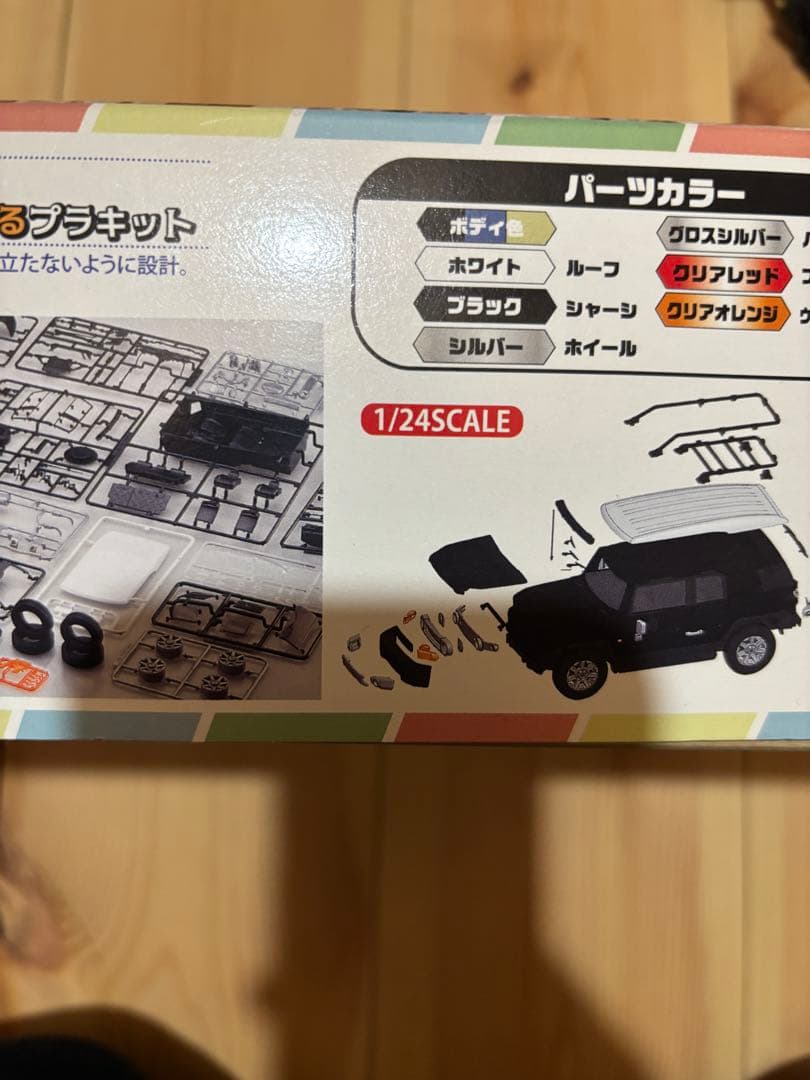 るプラキット
立たないように設計。
パーツカラー
ボディ色
ホワイト ルーフ
ブラック シャーシ
シルバー ホイール
グロスシルバー
クリアレッド
クリアオレンジ
1/24SCALE